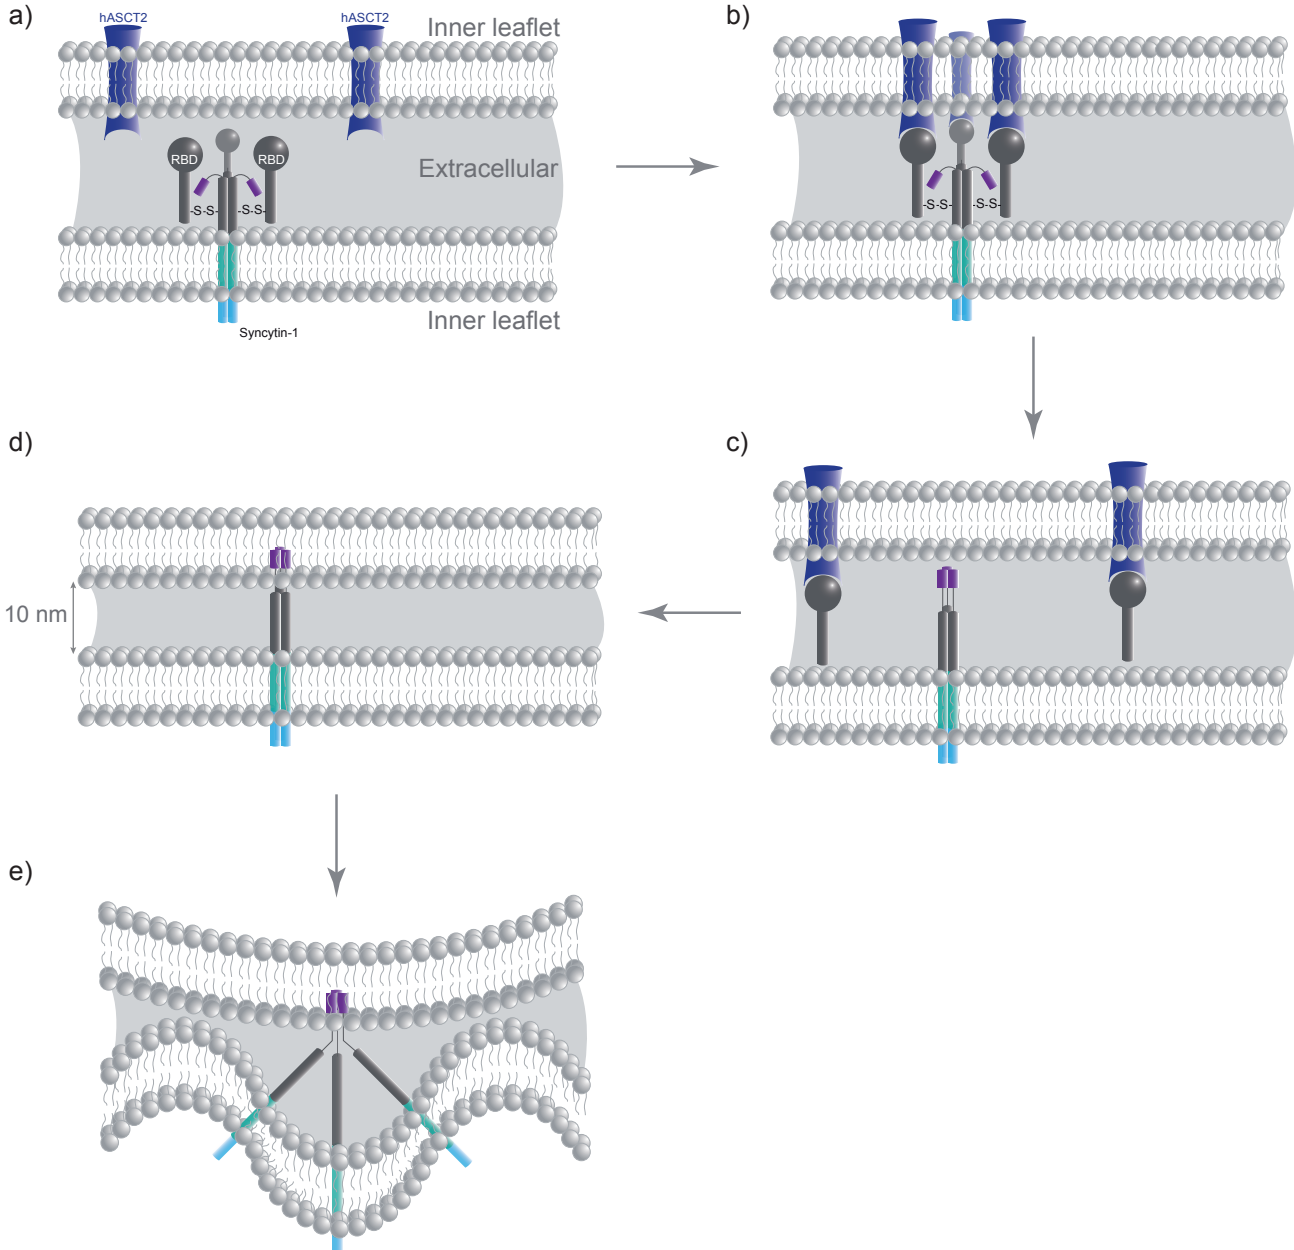 a)
hASCT2
hASCT2
Inner leaflet
RBD
RBD
Extracellular
-S-S-
-S-S-
Inner leaflet
Syncytin-1
b)
-S-S-
-S-S-
d)
10 nm
c)
e)